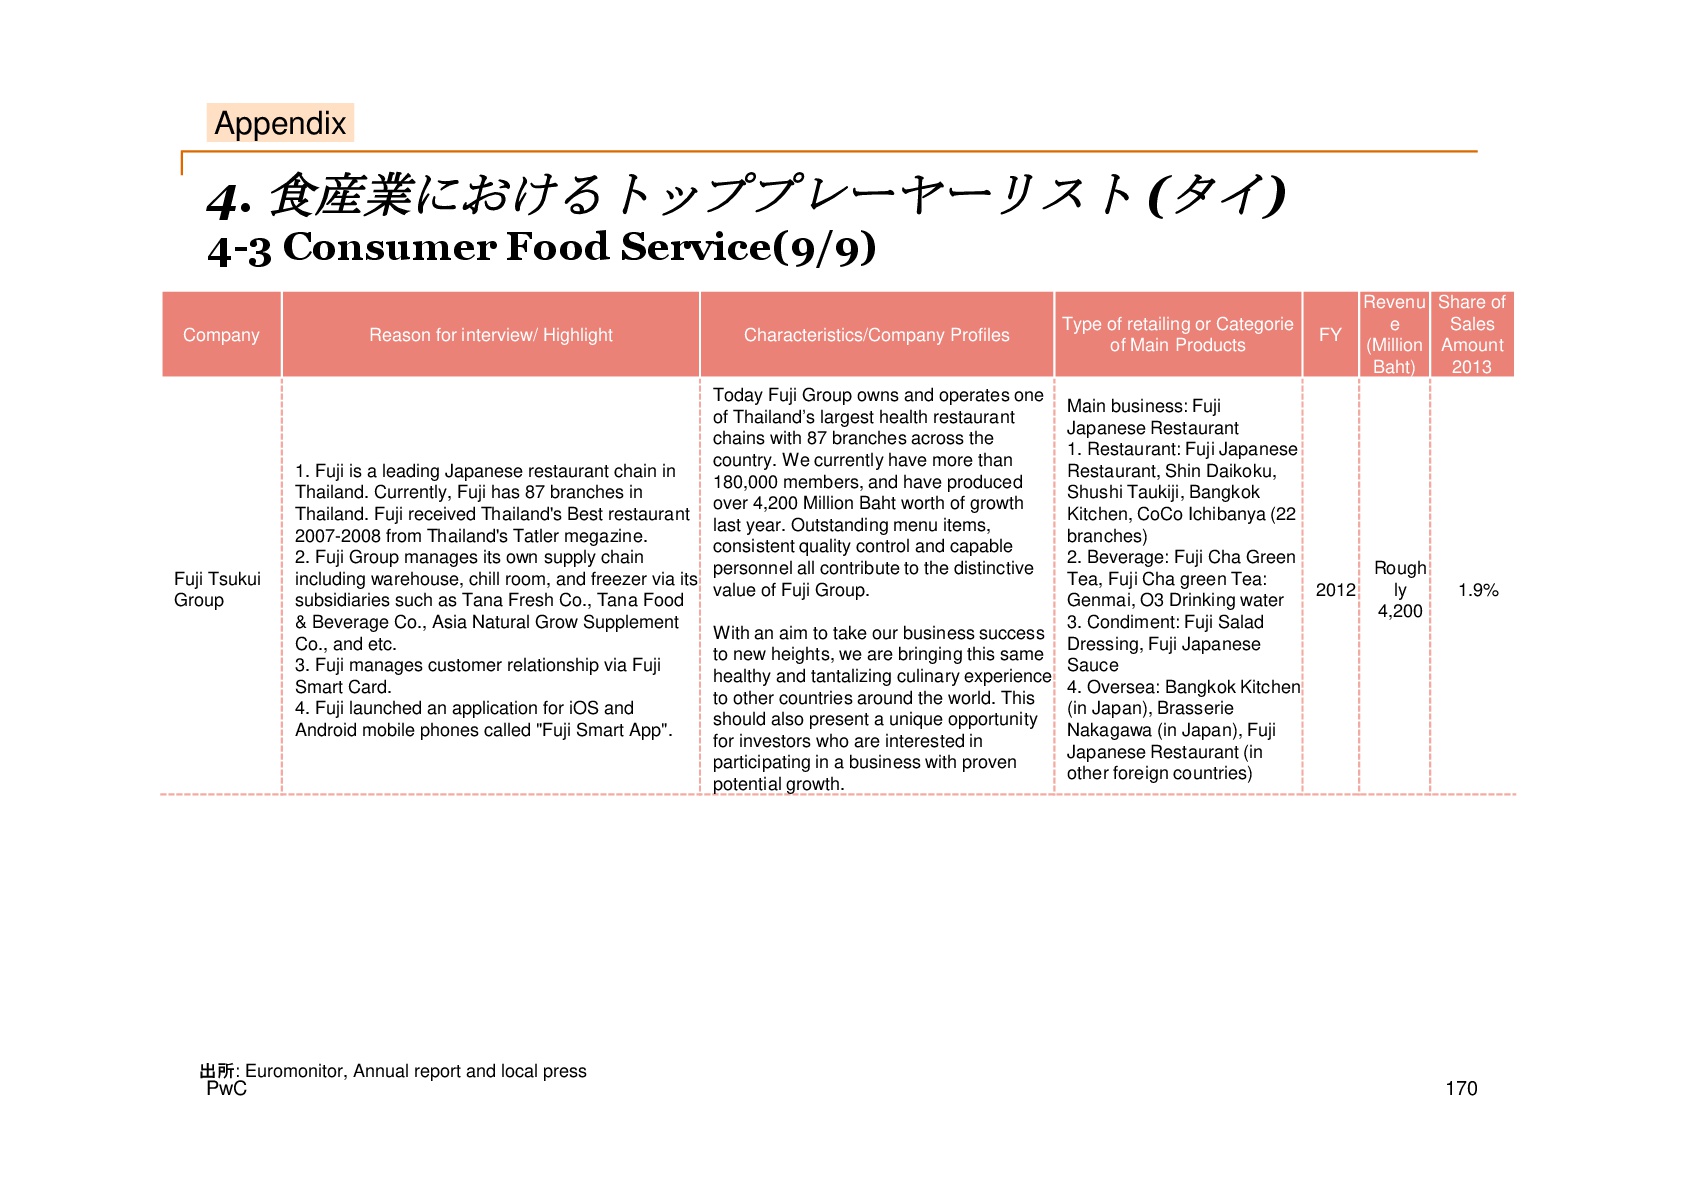 Appendix
4. 食産業におけるトッププレーヤーリスト(タイ)
4-3 Consumer Food Service(9/9)
Company
Reason for interview/ Highlight
Characteristics/Company Profiles
Type of retailing or Categorie
of Main Products
FY
Revenu
e
(Million
Baht)
Share of
Sales
Amount
2013
Fuji Tsukui
Group
1. Fuji is a leading Japanese restaurant chain in
Thailand. Currently, Fuji has 87 branches in
Thailand. Fuji received Thailand's Best restaurant
2007-2008 from Thailand's Tatler megazine.
2. Fuji Group manages its own supply chain
including warehouse, chill room, and freezer via its
subsidiaries such as Tana Fresh Co., Tana Food
& Beverage Co., Asia Natural Grow Supplement
Co., and etc.
3. Fuji manages customer relationship via Fuji
Smart Card.
4. Fuji launched an application for iOS and
Android mobile phones called "Fuji Smart App".
Today Fuji Group owns and operates one
of Thailand’s largest health restaurant
chains with 87 branches across the
country. We currently have more than
180,000 members, and have produced
over 4,200 Million Baht worth of growth
last year. Outstanding menu items,
consistent quality control and capable
personnel all contribute to the distinctive
value of Fuji Group.
With an aim to take our business success
to new heights, we are bringing this same
healthy and tantalizing culinary experience
to other countries around the world. This
should also present a unique opportunity
for investors who are interested in
participating in a business with proven
potential growth.
Main business: Fuji
Japanese Restaurant
1. Restaurant: Fuji Japanese
Restaurant, Shin Daikoku,
Shushi Taukiji, Bangkok
Kitchen, CoCo Ichibanya (22
branches)
2. Beverage: Fuji Cha Green
Tea, Fuji Cha green Tea:
Genmai, O3 Drinking water
3. Condiment: Fuji Salad
Dressing, Fuji Japanese
Sauce
4. Oversea: Bangkok Kitchen
(in Japan), Brasserie
Nakagawa (in Japan), Fuji
Japanese Restaurant (in
other foreign countries)
2012
Rough
ly
4,200
1.9%
出所: Euromonitor, Annual report and local press
PwC
170